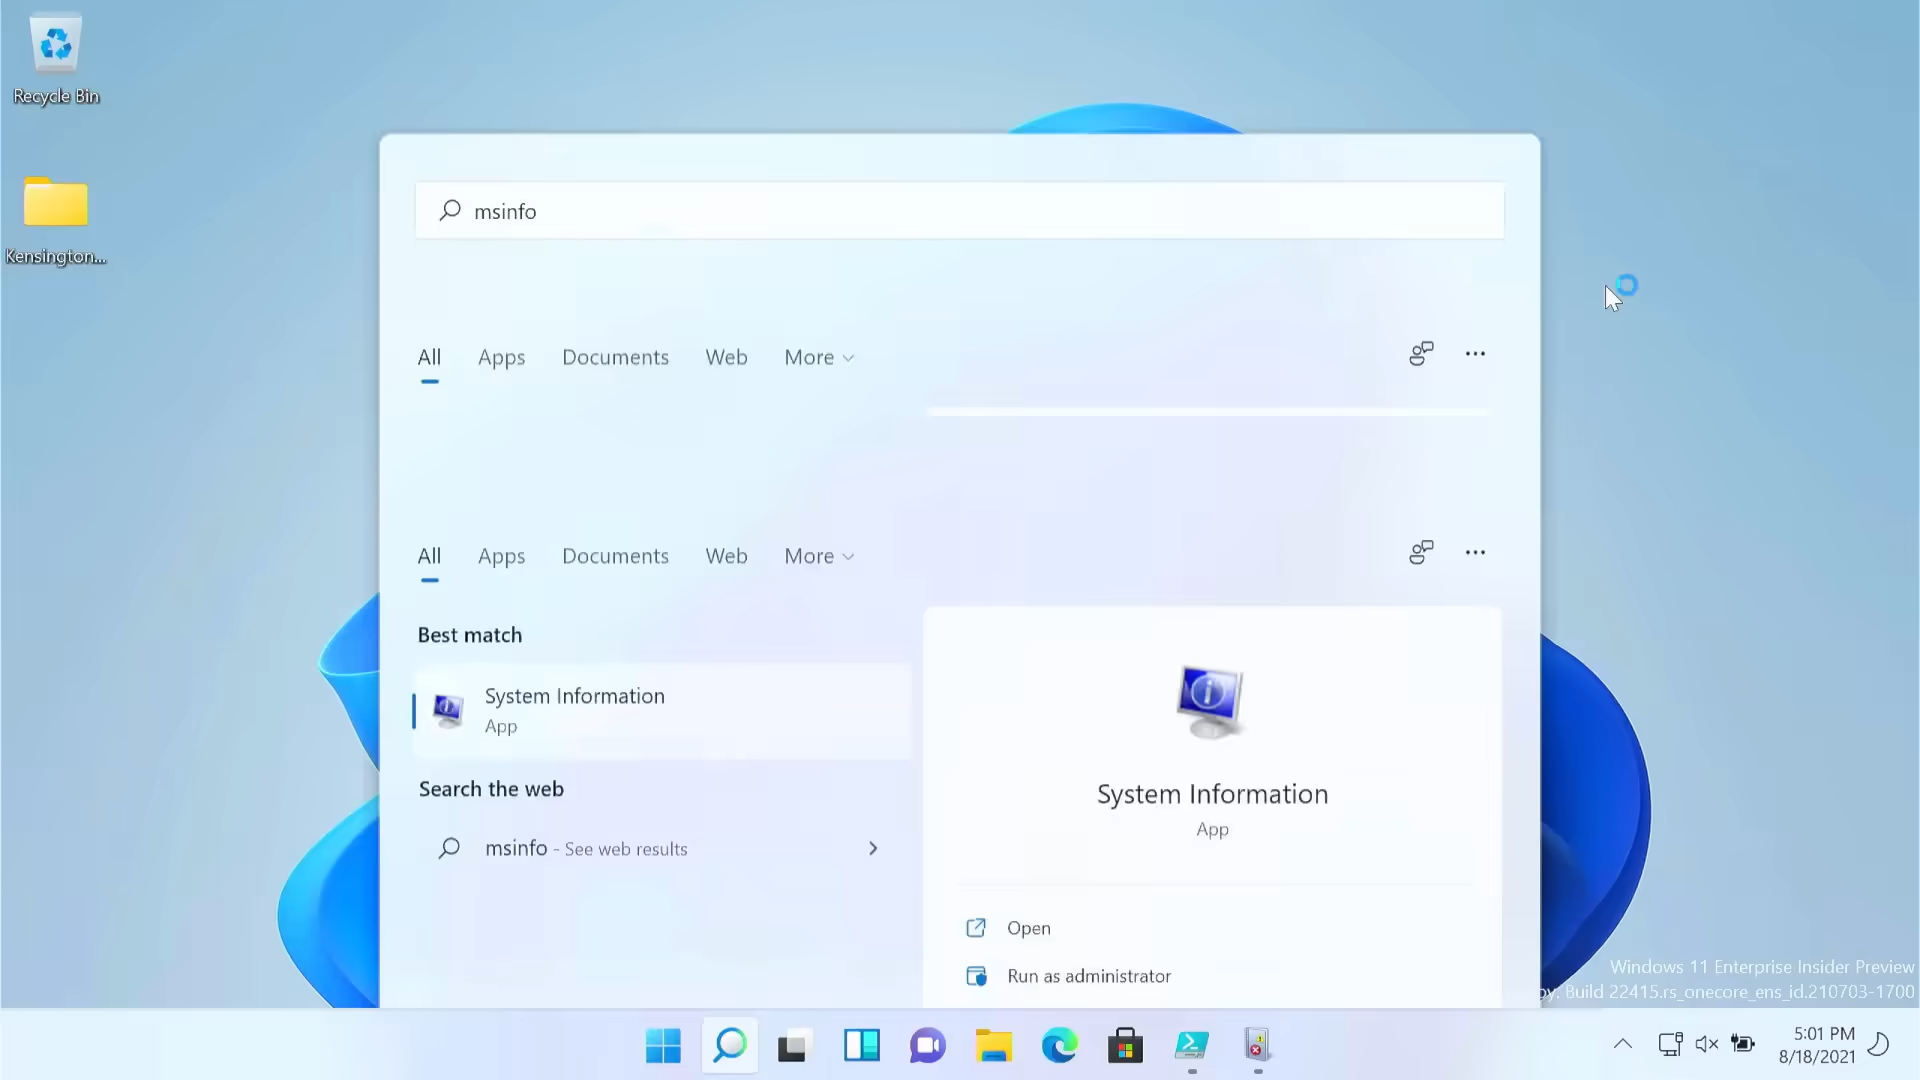 Recycle Bin
Kensington...
msinfo
All Apps Documents Web More
All Apps Documents Web More
Best match
System Information
App
Search the web
msinfo - See web results
System Information
App
Open
Run as administrator
Windows 11 Enterprise Insider Preview
py. Build 22415.rs_onecore_ens_id.210703-1700
5:01 PM
8/18/2021